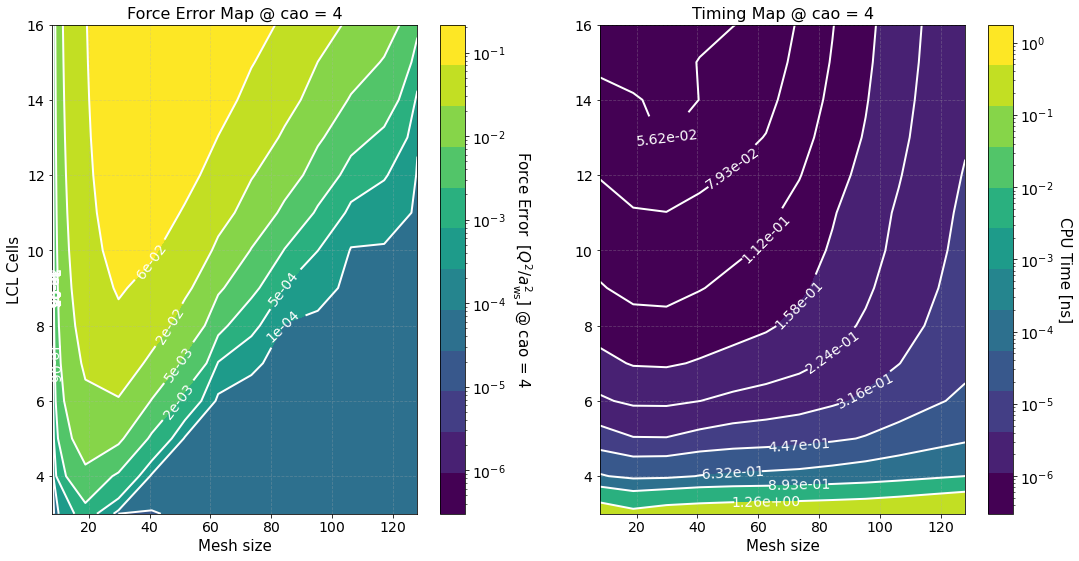 Force Error Map @ cao = 4
16
14
12
10
8
6
4
LCL Cells
20
40
60
80
100
120
Mesh size
6e-02
2e-02
5e-03
2e-03
5e-04
1e-04
10⁻¹
10⁻²
10⁻³
10⁻⁴
10⁻⁵
10⁻⁶
Force Error [Q²/a²ws] @ cao = 4
Timing Map @ cao = 4
16
14
12
10
8
6
4
20
40
60
80
100
120
Mesh size
5.62e-02
7.93e-02
1.12e-01
1.58e-01
2.24e-01
3.16e-01
4.47e-01
6.32e-01
8.93e-01
1.26e+00
10⁰
10⁻¹
10⁻²
10⁻³
10⁻⁴
10⁻⁵
10⁻⁶
CPU Time [ns]